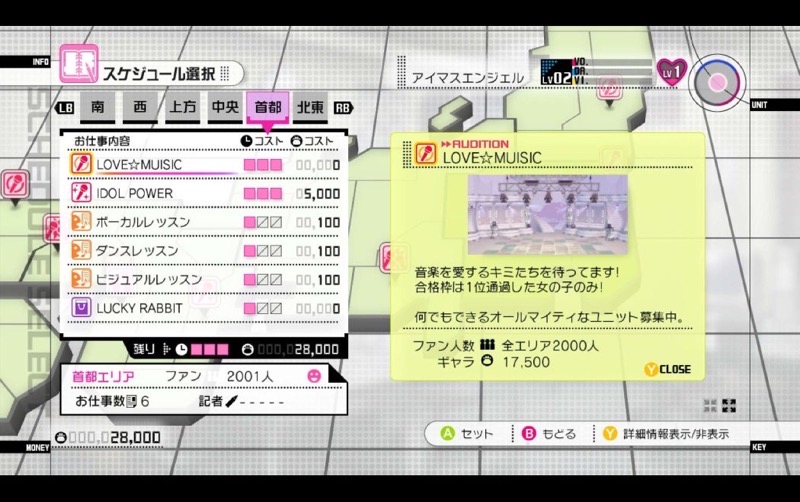 INFO
スケジュール選択
アイマスエンジェル
LV02
VO.
DA.
VI.
LV 1
LB 南 西 上方 中央 首都 北東 RB
UNIT
お仕事内容 コスト コスト
LOVE☆MUISIC 00,000
IDOL POWER 05,000
ボーカルレッスン 00,100
ダンスレッスン 00,100
ビジュアルレッスン 00,100
LUCKY RABBIT 00,000
残り 000,028,000
首都エリア ファン 2001人
お仕事数 6 記者 -----
000,028,000
MONEY
AUDITION
LOVE☆MUISIC
音楽を愛するキミたちを待ってます!
合格枠は1位通過した女の子のみ!
何でもできるオールマイティなユニット募集中。
ファン人数 全エリア2000人
ギャラ 17,500
Y CLOSE
A セット B もどる Y 詳細情報表示/非表示
KEY